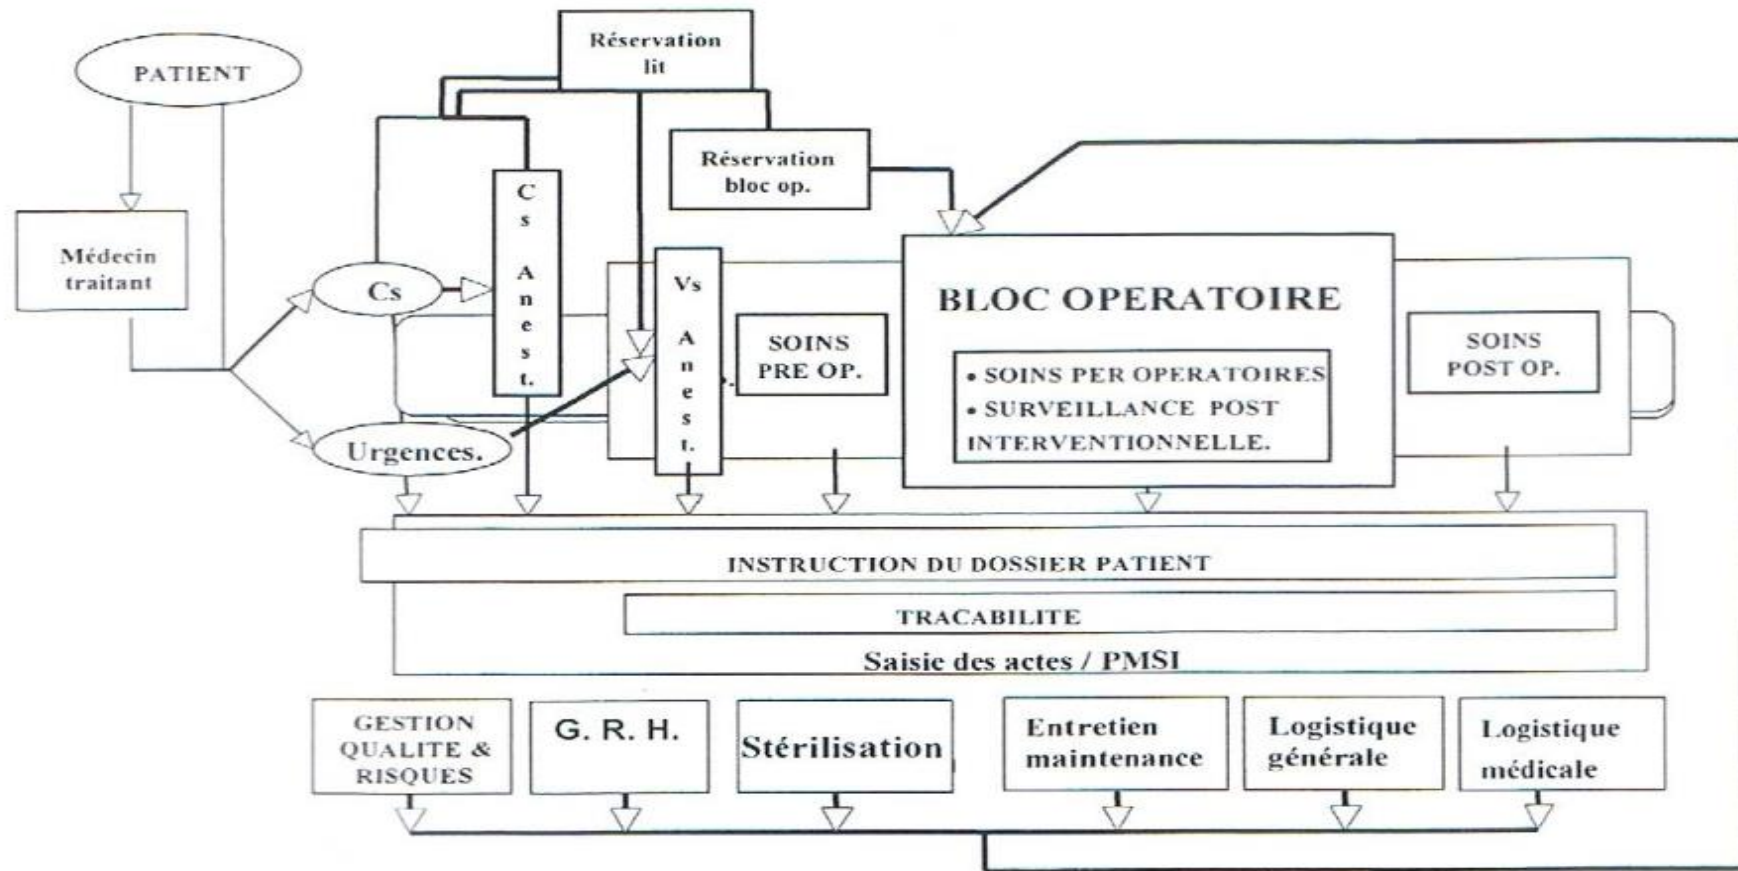 Réservation
lit
PATIENT
Réservation
bloc op.
Médecin
traitant
Cs
Cs Anest.
Vs Anest.
SOINS
PRE OP.
BLOC OPERATOIRE
• SOINS PER OPERATOIRES
• SURVEILLANCE POST
INTERVENTIONNELLE.
SOINS
POST OP.
Urgences.
INSTRUCTION DU DOSSIER PATIENT
TRACABILITE
Saisie des actes / PMSI
GESTION
QUALITE &
RISQUES
G. R. H.
Stérilisation
Entretien
maintenance
Logistique
générale
Logistique
médicale